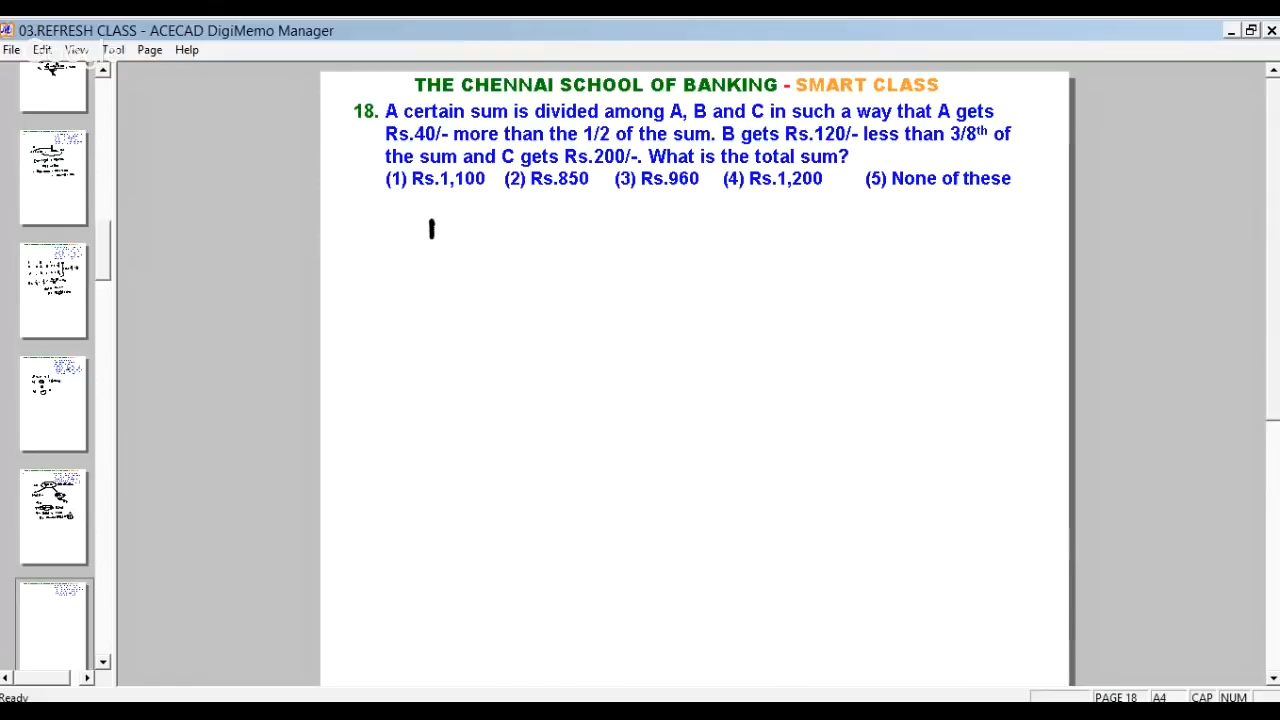 03.REFRESH CLASS - ACECAD DigiMemo Manager
File Edit View Tool Page Help
THE CHENNAI SCHOOL OF BANKING - SMART CLASS
18. A certain sum is divided among A, B and C in such a way that A gets
Rs.40/- more than the 1/2 of the sum. B gets Rs.120/- less than 3/8th of
the sum and C gets Rs.200/-. What is the total sum?
(1) Rs.1,100 (2) Rs.850 (3) Rs.960 (4) Rs.1,200 (5) None of these
Ready
PAGE 18 A4 CAP NUM